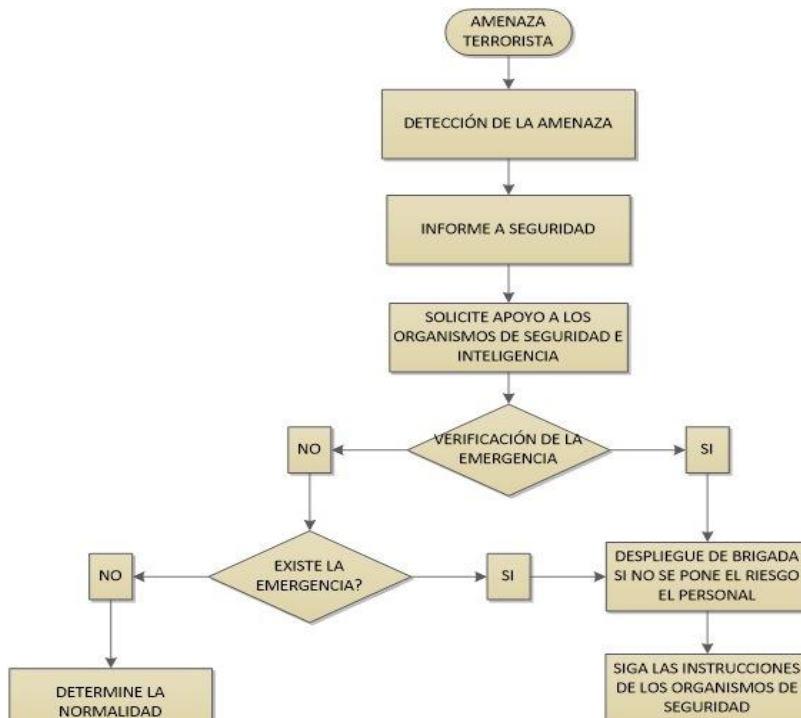 AMENAZA
TERRORISTA
DETECCIÓN DE LA AMENAZA
INFORME A SEGURIDAD
SOLICITE APOYO A LOS
ORGANISMOS DE SEGURIDAD E
INTELIGENCIA
VERIFICACIÓN DE LA
EMERGENCIA
NO
SI
EXISTE LA
EMERGENCIA?
NO
SI
DESPLIEGUE DE BRIGADA
SI NO SE PONE EL RIESGO
EL PERSONAL
DETERMINE LA
NORMALIDAD
SIGA LAS INSTRUCCIONES
DE LOS ORGANISMOS DE
SEGURIDAD